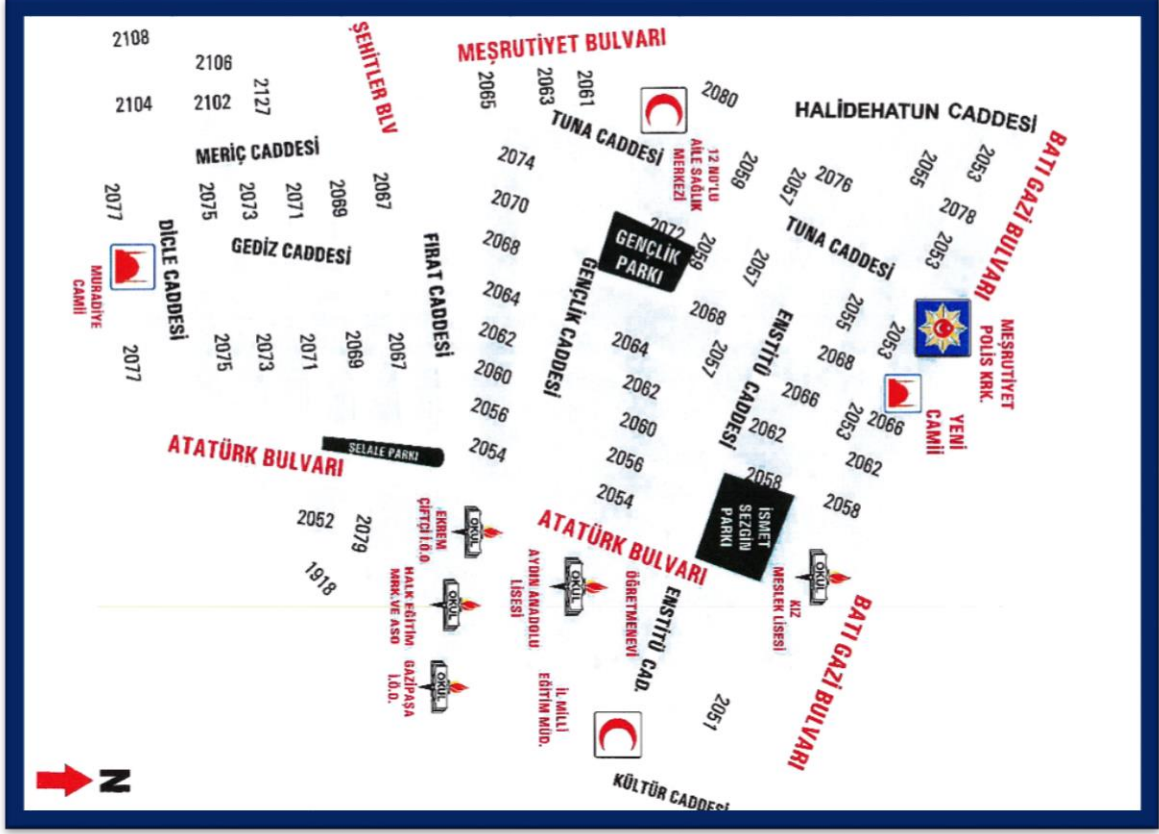 2108
2106
2104
2102
2127
ŞEHİTLER BLV
MEŞRUTİYET BULVARI
2065
2063
2061
2080
HALİDEHATUN CADDESİ
BATI GAZİ BULVARI
TUNA CADDESİ
12 NO'LU
AİLE SAĞLIK
MERKEZİ
2059
2057
2076
2055
2053
2078
2053
MERİÇ CADDESİ
2077
2075
2073
2071
2069
2067
2074
2070
2068
2064
2062
2060
2056
2054
DİCLE CADDESİ
GEDİZ CADDESİ
FIRAT CADDESİ
MURADİYE
CAMİİ
2077
2075
2073
2071
2069
2067
2072
GENÇLİK
PARKI
2059
GENÇLİK CADDESİ
2057
TUNA CADDESİ
2068
2057
2064
2062
2060
2056
2054
ENSTİTÜ CADDESİ
2055
2053
2068
2066
2053
2066
2062
2062
2058
2058
MEŞRUTİYET
POLİS KRK.
YENİ
CAMİİ
ATATÜRK BULVARI
ŞELALE PARKI
2052
2079
1918
EKREM
ÇİFTÇİ İ.Ö.O
OKUL
HALK EĞİTİM
MRK.VE ASO
OKUL
GAZİPAŞA
İ.Ö.O.
OKUL
ATATÜRK BULVARI
AYDIN ANADOLU
LİSESİ
OKUL
ÖĞRETMENEVİ
İL MİLLİ
EĞİTİM MÜD.
ENSTİTÜ CAD.
İSMET
SEZGİN
PARKI
KIZ
MESLEK LİSESİ
OKUL
BATI GAZİ BULVARI
2051
KÜLTÜR CADDESİ
N